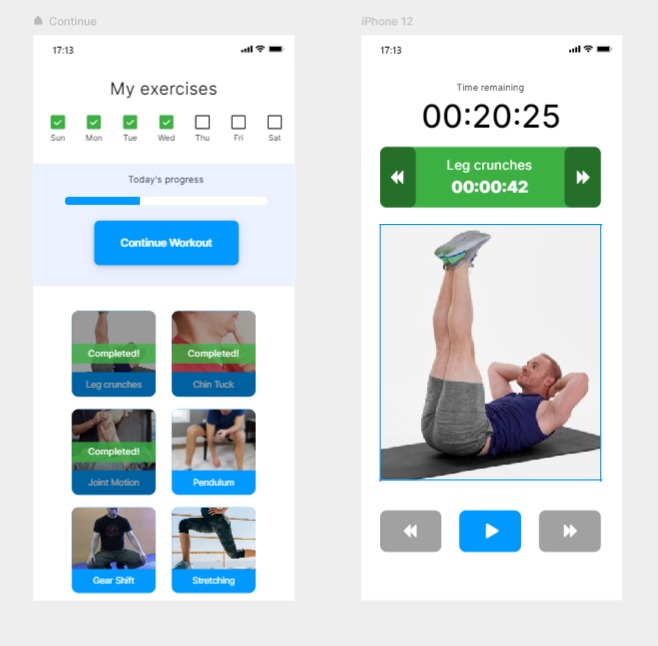 Continue
17:13
My exercises
Sun Mon Tue Wed Thu Fri Sat
Today's progress
Continue Workout
Completed! Completed!
Leg crunches Chin Tuck
Completed!
Joint Motion Pendulum
Gear Shift Stretching
iPhone 12
17:13
Time remaining
00:20:25
Leg crunches
00:00:42